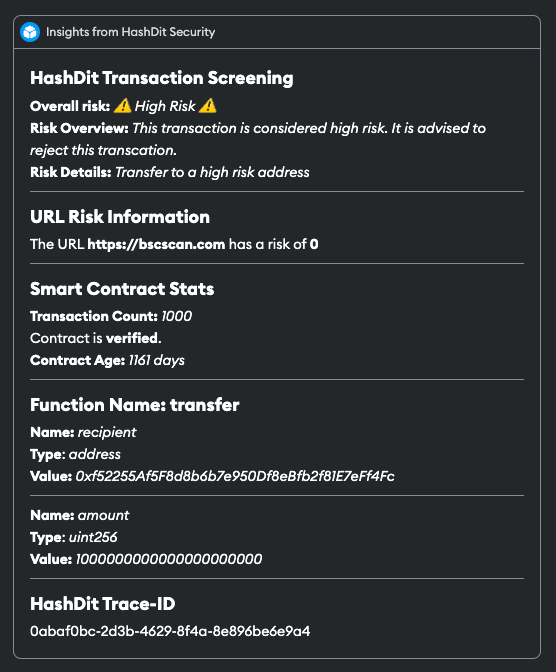 Insights from HashDit Security
HashDit Transaction Screening
Overall risk: ⚠️ High Risk ⚠️
Risk Overview: This transaction is considered high risk. It is advised to
reject this transcation.
Risk Details: Transfer to a high risk address
URL Risk Information
The URL https://bscscan.com has a risk of 0
Smart Contract Stats
Transaction Count: 1000
Contract is verified.
Contract Age: 1161 days
Function Name: transfer
Name: recipient
Type: address
Value: 0xf52255Af5F8d8b6b7e950Df8eBfb2f81E7eFf4Fc
Name: amount
Type: uint256
Value: 1000000000000000000000
HashDit Trace-ID
0abaf0bc-2d3b-4629-8f4a-8e896be6e9a4